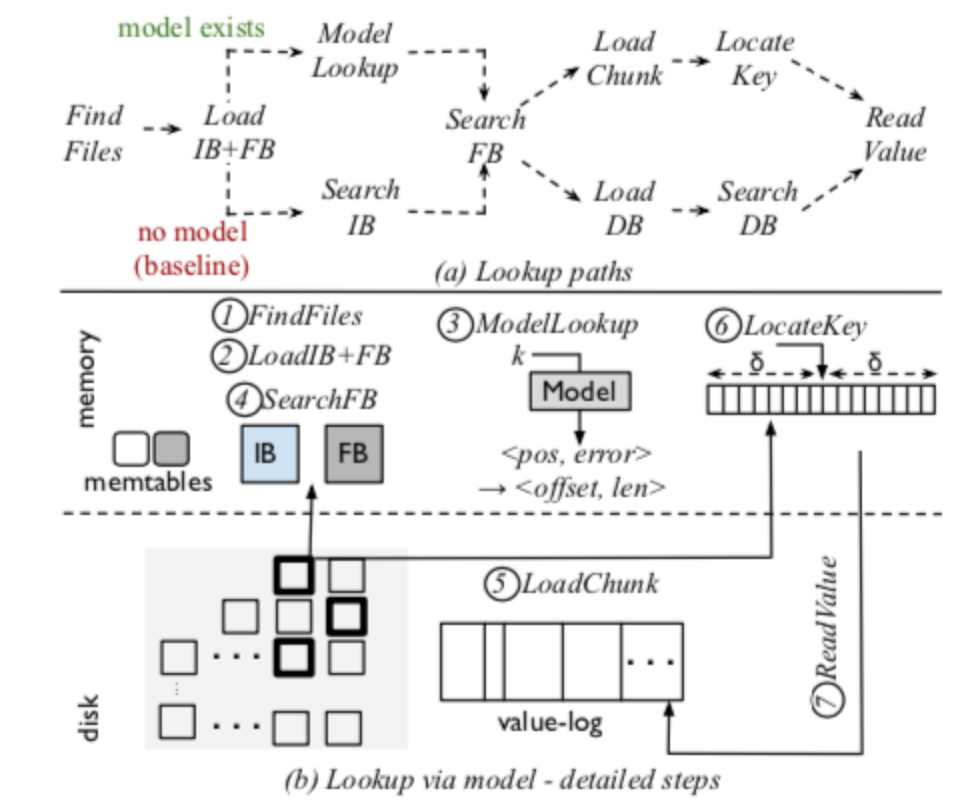 model exists
Model
Lookup
Load
Chunk
Locate
Key
Find
Files
Load
IB+FB
Search
FB
Read
Value
Search
IB
Load
DB
Search
DB
no model
(baseline)
(a) Lookup paths
memory
1 FindFiles
2 LoadIB+FB
4 SearchFB
IB
FB
memtables
3 ModelLookup
k
Model
<pos, error>
→ <offset, len>
6 LocateKey
δ δ
disk
...
...
5 LoadChunk
...
value-log
7 ReadValue
(b) Lookup via model - detailed steps